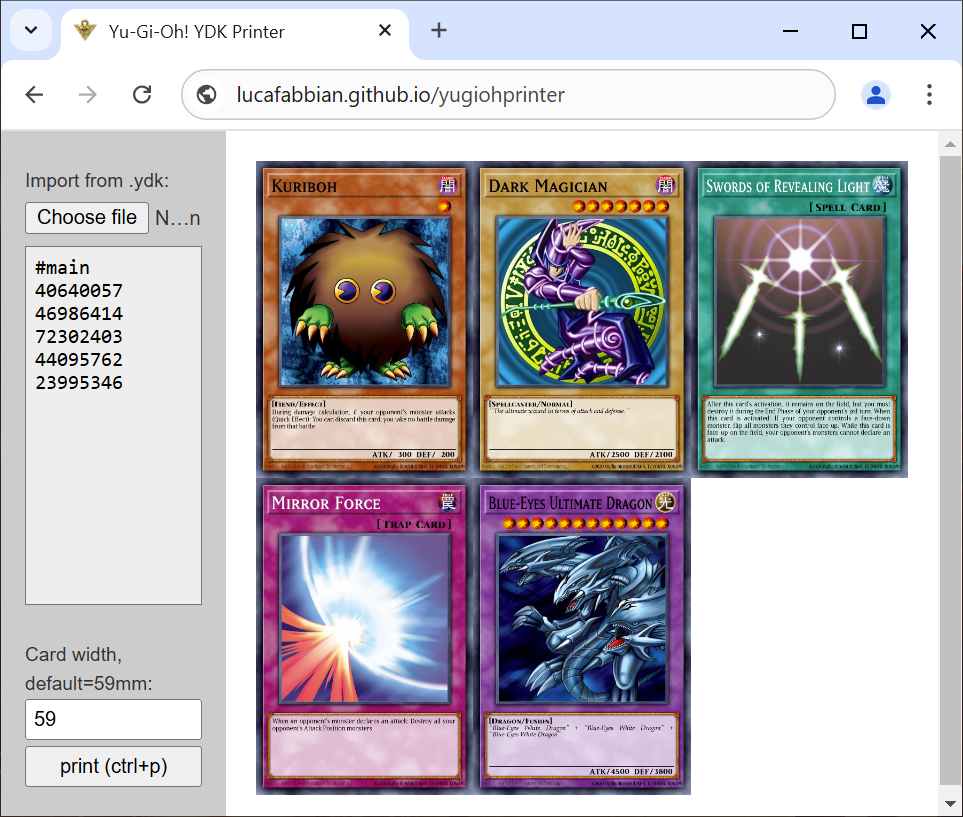 Yu-Gi-Oh! YDK Printer
lucafabbian.github.io/yugiohprinter
Import from .ydk:
Choose file N…n
#main
40640057
46986414
72302403
44095762
23995346
Card width,
default=59mm:
59
print (ctrl+p)
KURIBOH
闇
[FIEND/EFFECT]
During damage calculation, if your opponent's monster attacks
(Quick Effect): You can discard this card; you take no battle damage
from that battle.
ATK/ 300 DEF/ 200
DARK MAGICIAN
闇
[SPELLCASTER/NORMAL]
''The ultimate wizard in terms of attack and defense.''
ATK/2500 DEF/2100
SWORDS OF REVEALING LIGHT
魔
[SPELL CARD]
After this card's activation, it remains on the field, but you must
destroy it during the End Phase of your opponent's 3rd turn. When
this card is activated: If your opponent controls a face-down
monster, flip all monsters they control face-up. While this card is
face-up on the field, your opponent's monsters cannot declare an
attack.
MIRROR FORCE
罠
[TRAP CARD]
When an opponent's monster declares an attack: Destroy all your
opponent's Attack Position monsters.
BLUE-EYES ULTIMATE DRAGON
光
[DRAGON/FUSION]
"Blue-Eyes White Dragon" + "Blue-Eyes White Dragon" +
"Blue-Eyes White Dragon"
ATK/4500 DEF/3800